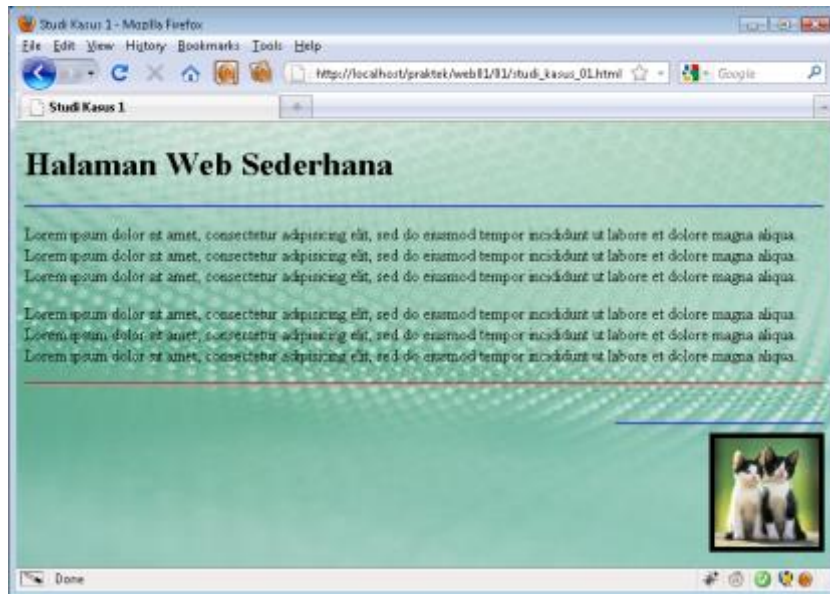 Studi Kasus 1 - Mozilla Firefox
File Edit View History Bookmarks Tools Help
http://localhost/praktek/web01/01/studi_kasus_01.html
Google
Studi Kasus 1
Halaman Web Sederhana
Lorem ipsum dolor sit amet, consectetur adipisicing elit, sed do eiusmod tempor incididunt ut labore et dolore magna aliqua.
Lorem ipsum dolor sit amet, consectetur adipisicing elit, sed do eiusmod tempor incididunt ut labore et dolore magna aliqua.
Lorem ipsum dolor sit amet, consectetur adipisicing elit, sed do eiusmod tempor incididunt ut labore et dolore magna aliqua.
Lorem ipsum dolor sit amet, consectetur adipisicing elit, sed do eiusmod tempor incididunt ut labore et dolore magna aliqua.
Lorem ipsum dolor sit amet, consectetur adipisicing elit, sed do eiusmod tempor incididunt ut labore et dolore magna aliqua.
Lorem ipsum dolor sit amet, consectetur adipisicing elit, sed do eiusmod tempor incididunt ut labore et dolore magna aliqua.
Done